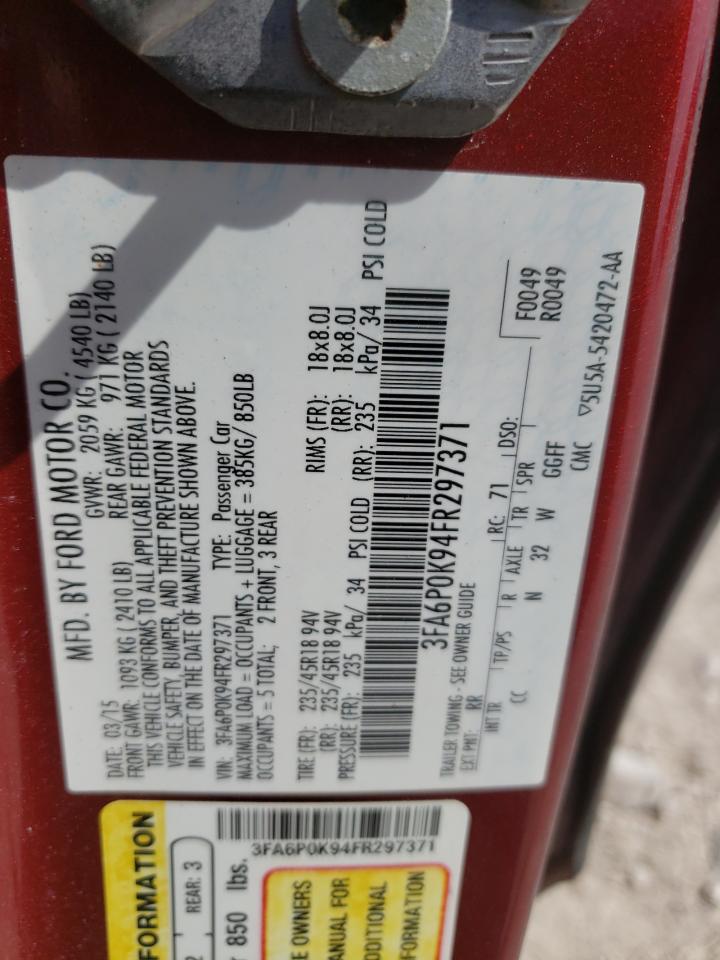 MFD. BY FORD MOTOR CO.
DATE: 03/15 GVWR: 2059 KG ( 4540 LB)
FRONT GAWR: 1093 KG ( 2410 LB) REAR GAWR: 971 KG ( 2140 LB)
THIS VEHICLE CONFORMS TO ALL APPLICABLE FEDERAL MOTOR
VEHICLE SAFETY, BUMPER, AND THEFT PREVENTION STANDARDS
IN EFFECT ON THE DATE OF MANUFACTURE SHOWN ABOVE.
VIN: 3FA6P0K94FR297371 TYPE: Passenger Car
MAXIMUM LOAD = OCCUPANTS + LUGGAGE = 385KG/ 850LB
OCCUPANTS = 5 TOTAL; 2 FRONT, 3 REAR
TIRE (FR): 235/45R18 94V RIMS (FR): 18x8.0J
(RR): 235/45R18 94V (RR): 18x8.0J
PRESSURE (FR): 235 kPa/ 34 PSI COLD (RR): 235 kPa/ 34 PSI COLD
3FA6P0K94FR297371
TRAILER TOWING - SEE OWNER GUIDE
EXT PNT: RR RC: 71 DSO:
INT TR TP/PS R AXLE TR SPR F0049
CC N 32 W GGFF R0049
CMC ▽5U5A-5420472-AA
FORMATION
2 REAR: 3
850 lbs.
3FA6P0K94FR297371
E OWNERS
ANUAL FOR
DDITIONAL
FORMATION